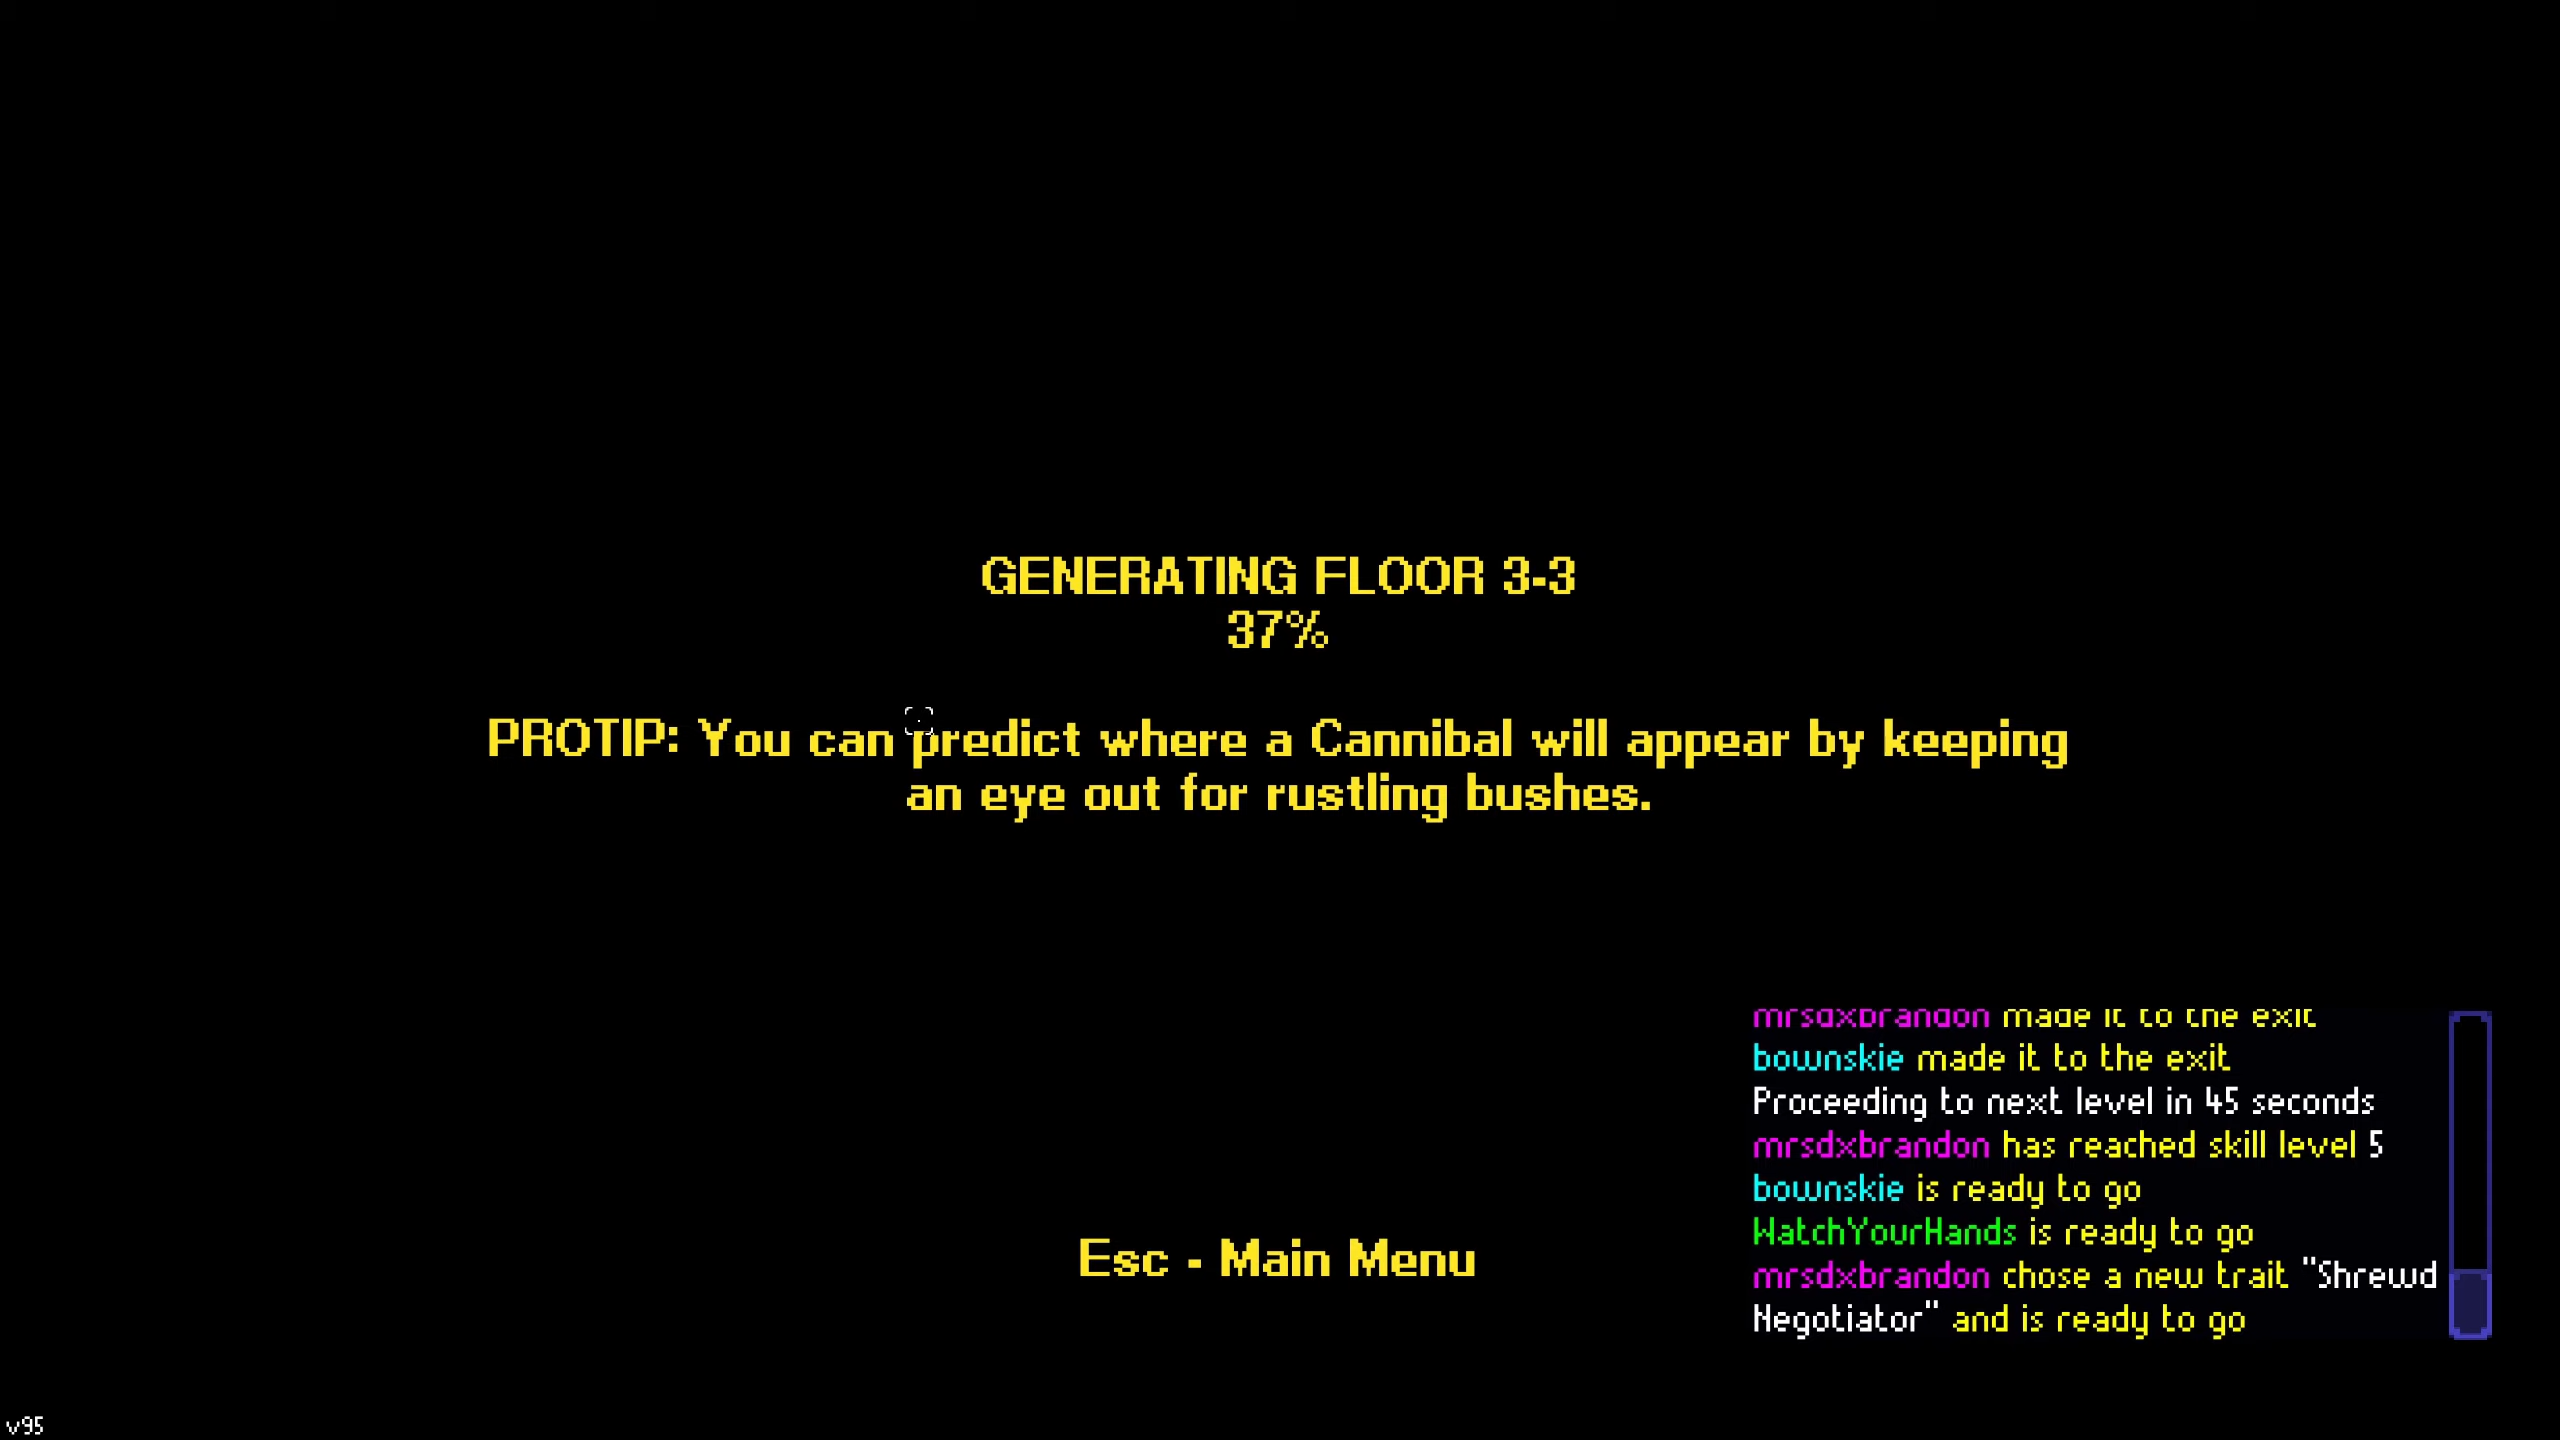 GENERATING FLOOR 3-3
37%
PROTIP: You can predict where a Cannibal will appear by keeping
an eye out for rustling bushes.
mrsdxbrandon made it to the exit
bownskie made it to the exit
Proceeding to next level in 45 seconds
mrsdxbrandon has reached skill level 5
bownskie is ready to go
WatchYourHands is ready to go
mrsdxbrandon chose a new trait "Shrewd
Negotiator" and is ready to go
Esc - Main Menu
v95